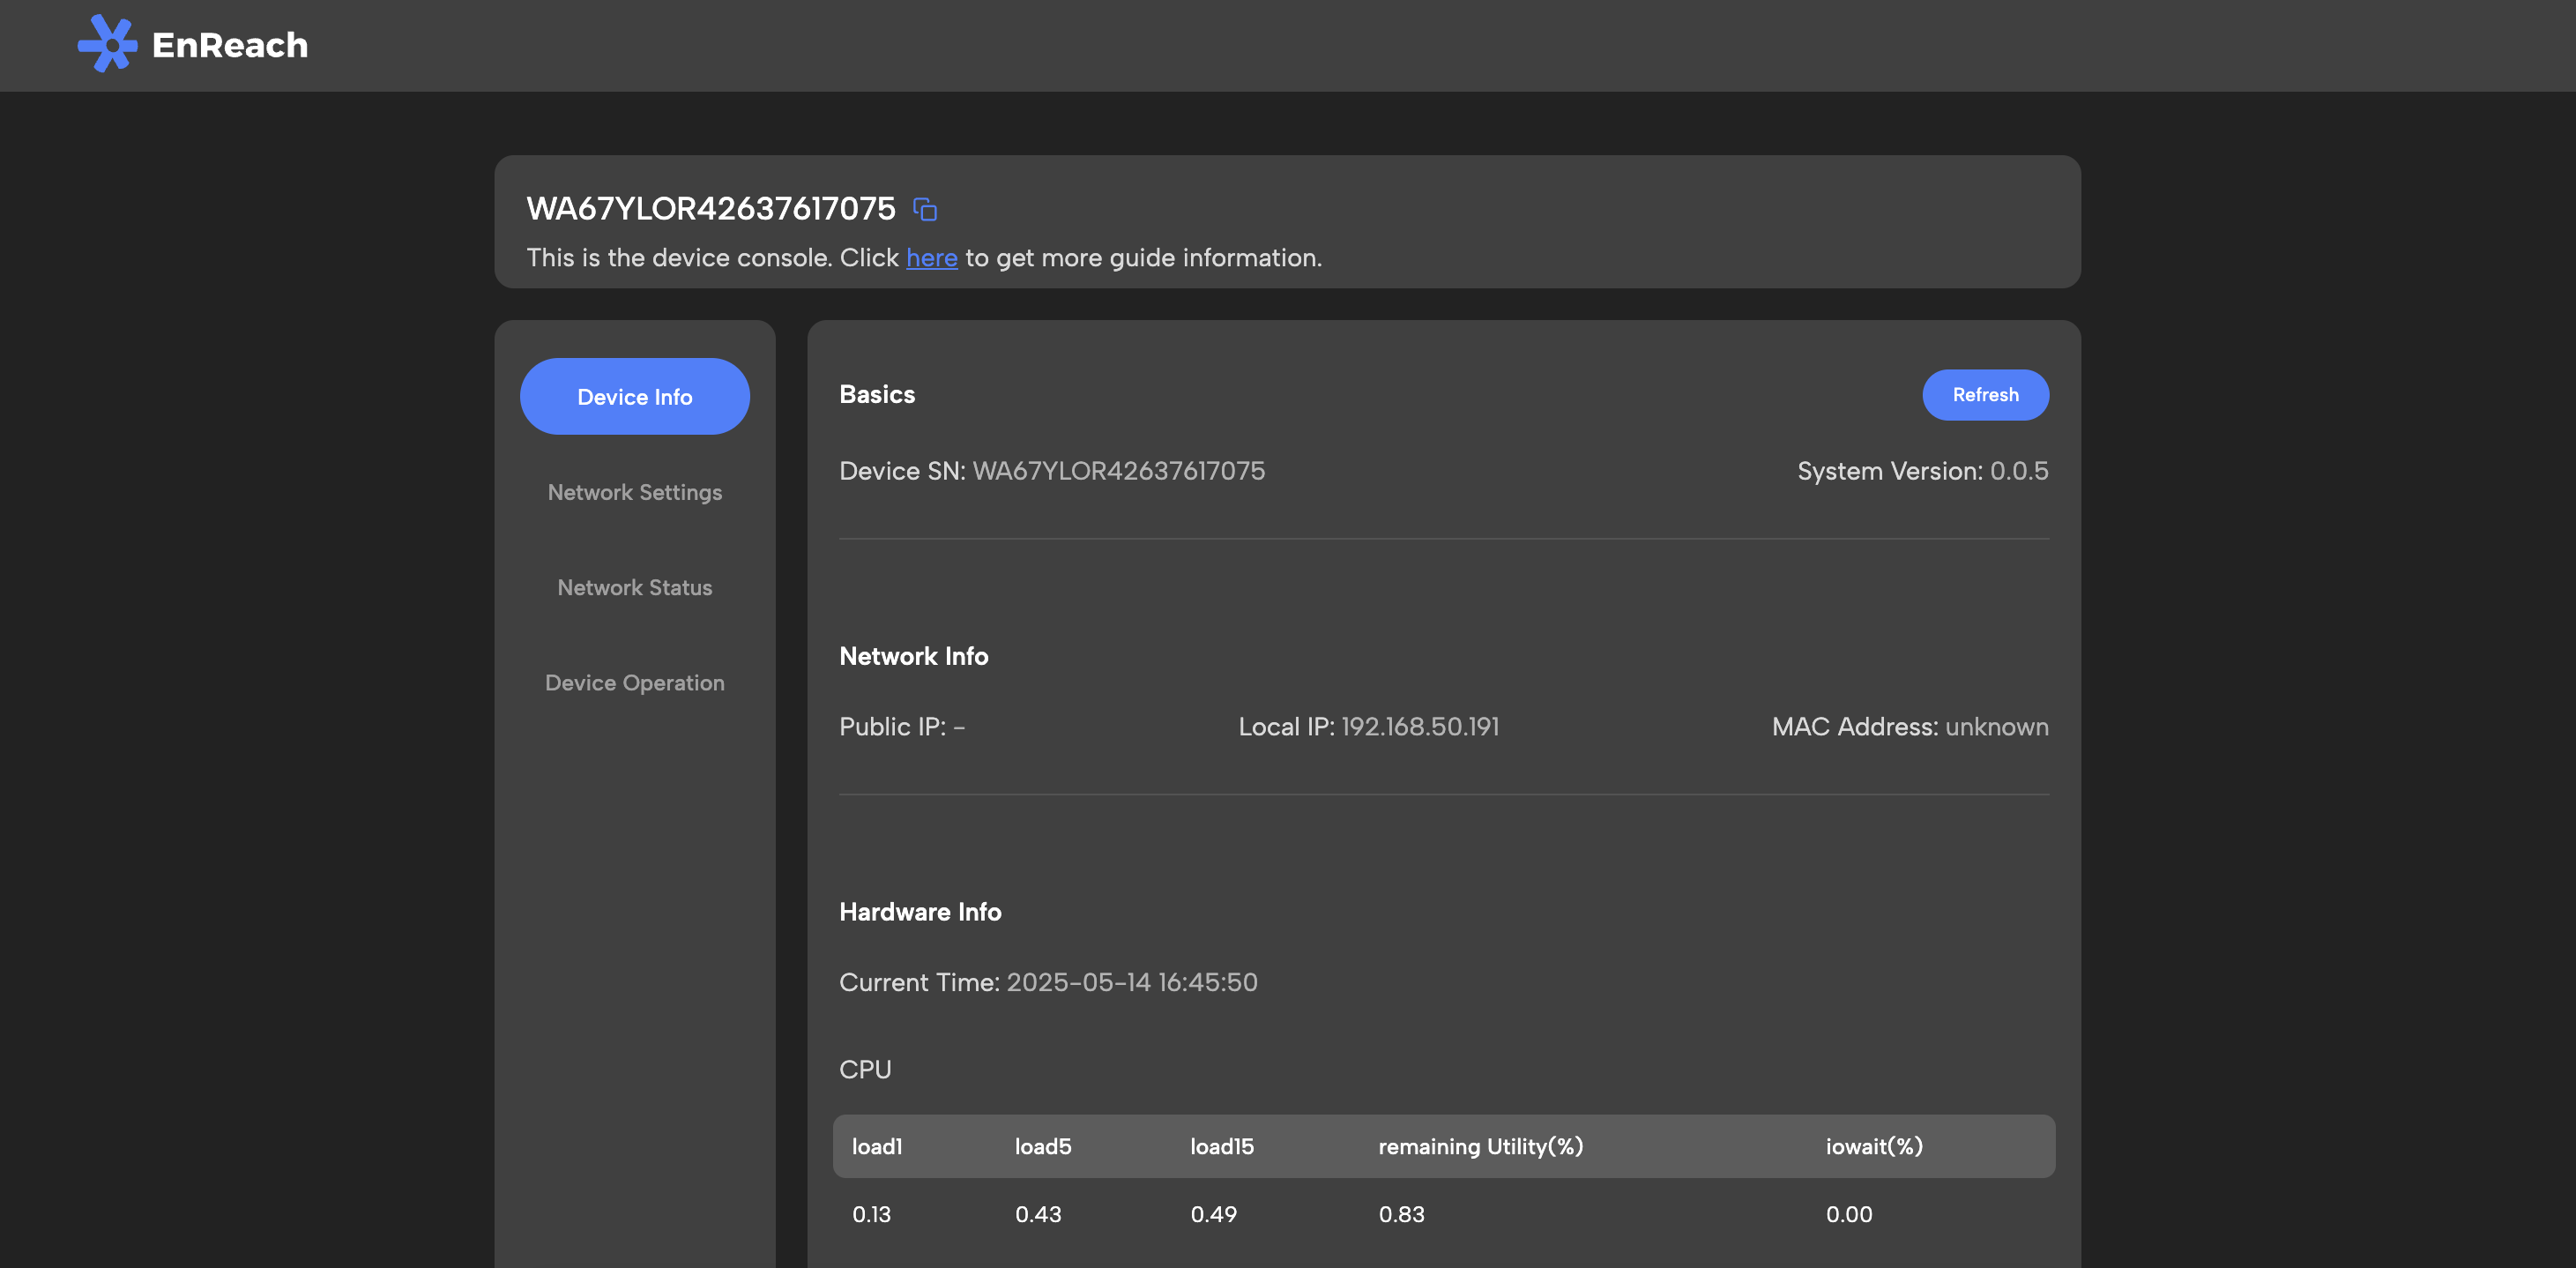 EnReach
WA67YLOR42637617075
This is the device console. Click here to get more guide information.
Device Info
Network Settings
Network Status
Device Operation
Basics
Refresh
Device SN: WA67YLOR42637617075
System Version: 0.0.5
Network Info
Public IP: -
Local IP: 192.168.50.191
MAC Address: unknown
Hardware Info
Current Time: 2025-05-14 16:45:50
CPU
load1 load5 load15 remaining Utility(%) iowait(%)
0.13 0.43 0.49 0.83 0.00